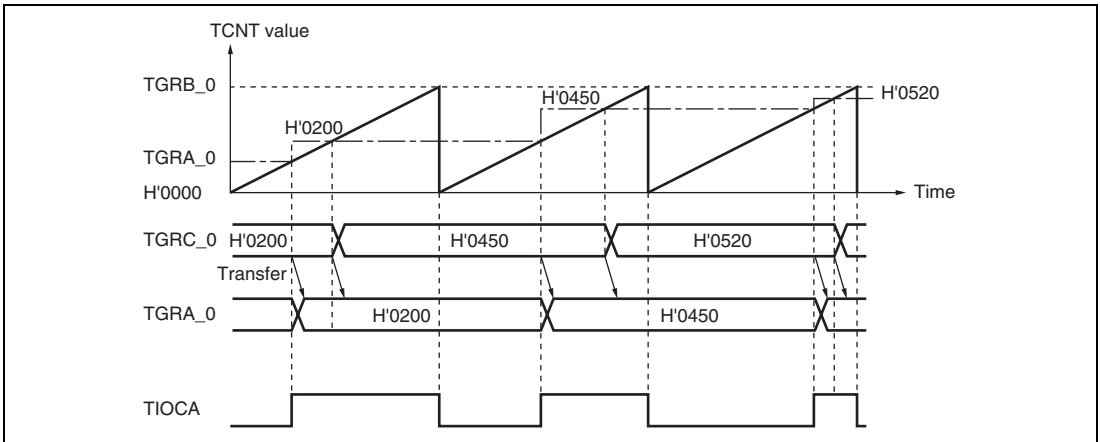 TCNT value
TGRB_0
H'0520
H'0450
H'0200
TGRA_0
H'0000
Time
TGRC_0 H'0200 H'0450 H'0520
Transfer
TGRA_0 H'0200 H'0450
TIOCA